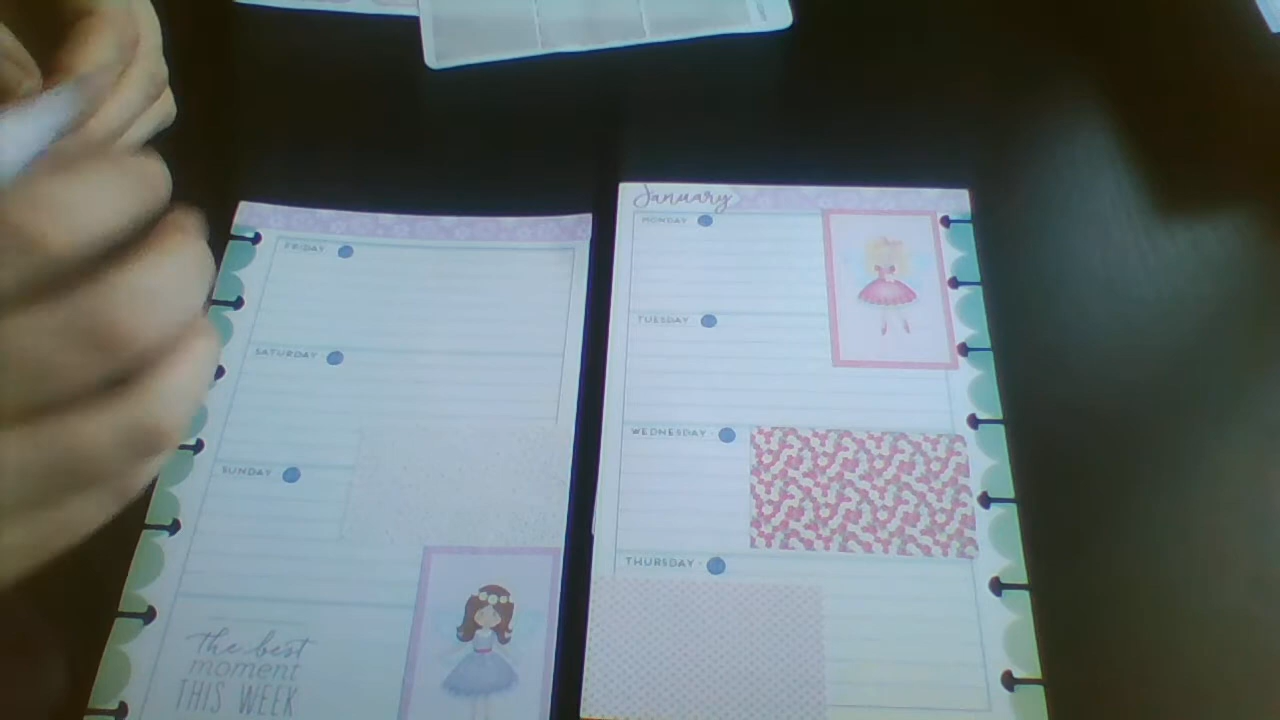 January
MONDAY
TUESDAY
WEDNESDAY
THURSDAY
FRIDAY
SATURDAY
SUNDAY
the best
moment
THIS WEEK